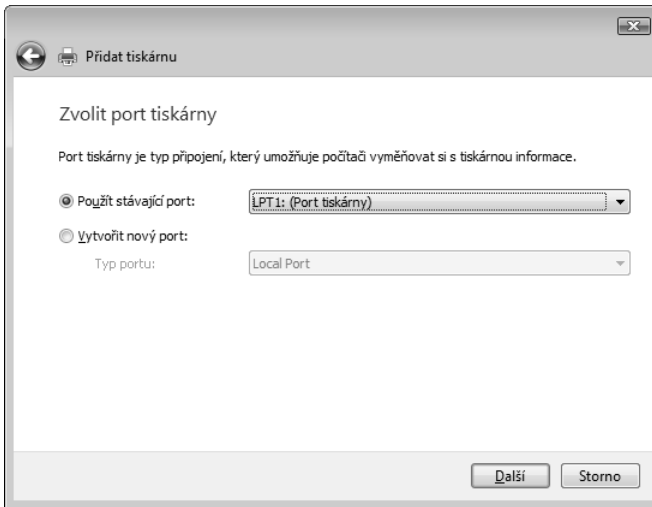 Přidat tiskárnu
Zvolit port tiskárny
Port tiskárny je typ připojení, který umožňuje počítači vyměňovat si s tiskárnou informace.
Použít stávající port: LPT1: (Port tiskárny)
Vytvořit nový port:
Typ portu: Local Port
Další Storno